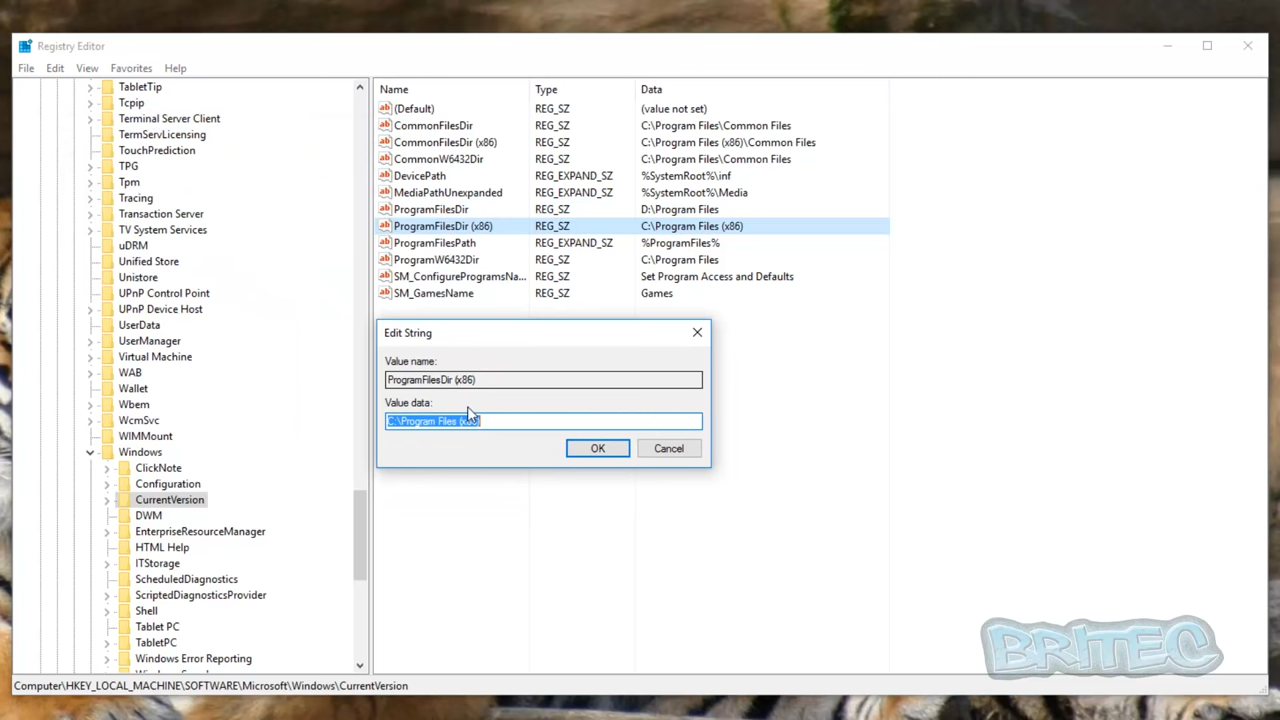 Registry Editor
File Edit View Favorites Help
TabletTip
Tcpip
Terminal Server Client
TermServLicensing
TouchPrediction
TPG
Tpm
Tracing
Transaction Server
TV System Services
uDRM
Unified Store
Unistore
UPnP Control Point
UPnP Device Host
UserData
UserManager
Virtual Machine
WAB
Wallet
Wbem
WcmSvc
WIMMount
Windows
ClickNote
Configuration
CurrentVersion
DWM
EnterpriseResourceManager
HTML Help
ITStorage
ScheduledDiagnostics
ScriptedDiagnosticsProvider
Shell
Tablet PC
TabletPC
Windows Error Reporting
Name Type Data
(Default) REG_SZ (value not set)
CommonFilesDir REG_SZ C:\Program Files\Common Files
CommonFilesDir (x86) REG_SZ C:\Program Files (x86)\Common Files
CommonW6432Dir REG_SZ C:\Program Files\Common Files
DevicePath REG_EXPAND_SZ %SystemRoot%\inf
MediaPathUnexpanded REG_EXPAND_SZ %SystemRoot%\Media
ProgramFilesDir REG_SZ D:\Program Files
ProgramFilesDir (x86) REG_SZ C:\Program Files (x86)
ProgramFilesPath REG_EXPAND_SZ %ProgramFiles%
ProgramW6432Dir REG_SZ C:\Program Files
SM_ConfigureProgramsNa... REG_SZ Set Program Access and Defaults
SM_GamesName REG_SZ Games
Edit String
Value name:
ProgramFilesDir (x86)
Value data:
C:\Program Files (x86)
OK Cancel
BRITEC
Computer\HKEY_LOCAL_MACHINE\SOFTWARE\Microsoft\Windows\CurrentVersion